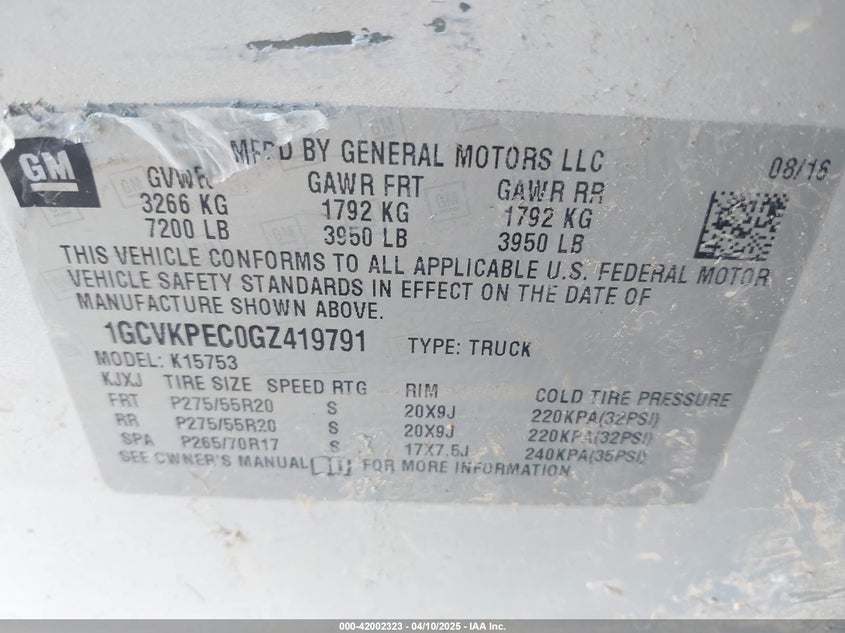 GM
MFRD BY GENERAL MOTORS LLC 08/16
GVWR GAWR FRT GAWR RR
3266 KG 1792 KG 1792 KG
7200 LB 3950 LB 3950 LB
THIS VEHICLE CONFORMS TO ALL APPLICABLE U.S. FEDERAL MOTOR
VEHICLE SAFETY STANDARDS IN EFFECT ON THE DATE OF
MANUFACTURE SHOWN ABOVE.
1GCVKPEC0GZ419791 TYPE: TRUCK
MODEL: K15753
KJXJ TIRE SIZE SPEED RTG RIM COLD TIRE PRESSURE
FRT P275/55R20 S 20X9J 220KPA(32PSI)
RR P275/55R20 S 20X9J 220KPA(32PSI)
SPA P265/70R17 S 17X7.5J 240KPA(35PSI)
SEE OWNER'S MANUAL FOR MORE INFORMATION
000-42002323 — 04/10/2025 — IAA Inc.